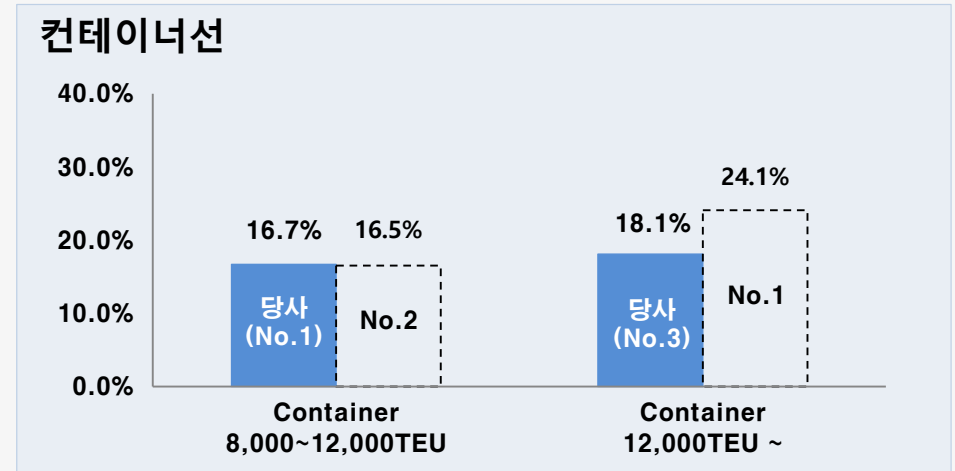 컨테이너선
40.0%
30.0%
20.0%
10.0%
0.0%
16.7%
16.5%
18.1%
24.1%
당사
(No.1)
No.2
당사
(No.3)
No.1
Container
8,000~12,000TEU
Container
12,000TEU ~